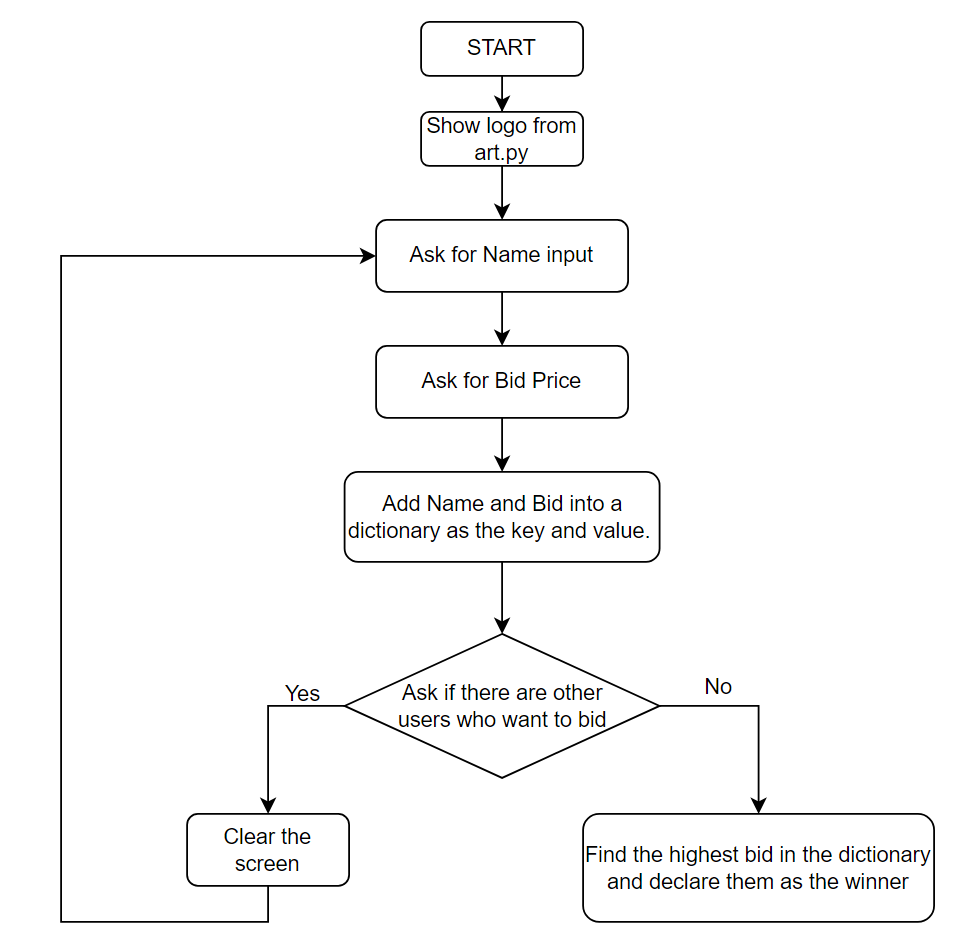 START
Show logo from
art.py
Ask for Name input
Ask for Bid Price
Add Name and Bid into a
dictionary as the key and value.
Ask if there are other
users who want to bid
Yes
No
Clear the
screen
Find the highest bid in the dictionary
and declare them as the winner